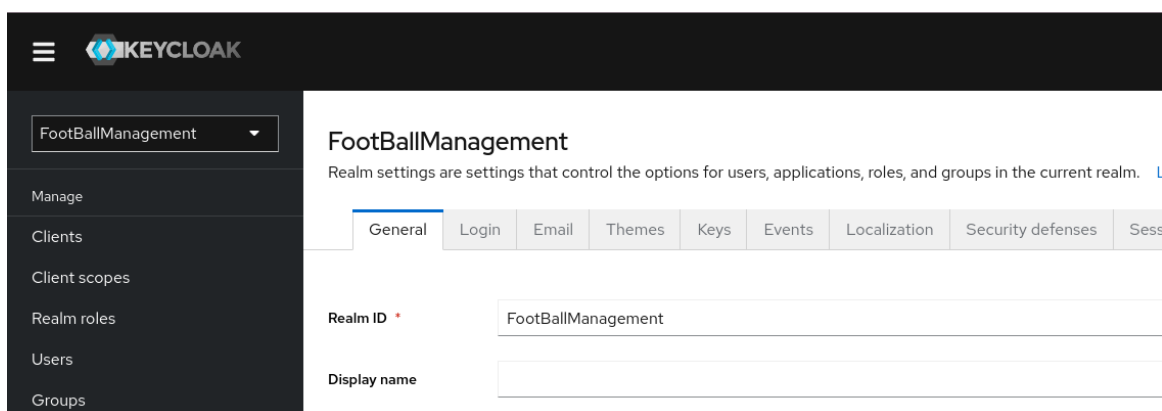 KEYCLOAK
FootBallManagement
Manage
Clients
Client scopes
Realm roles
Users
Groups
FootBallManagement
Realm settings are settings that control the options for users, applications, roles, and groups in the current realm.
General Login Email Themes Keys Events Localization Security defenses Sess
Realm ID * FootBallManagement
Display name